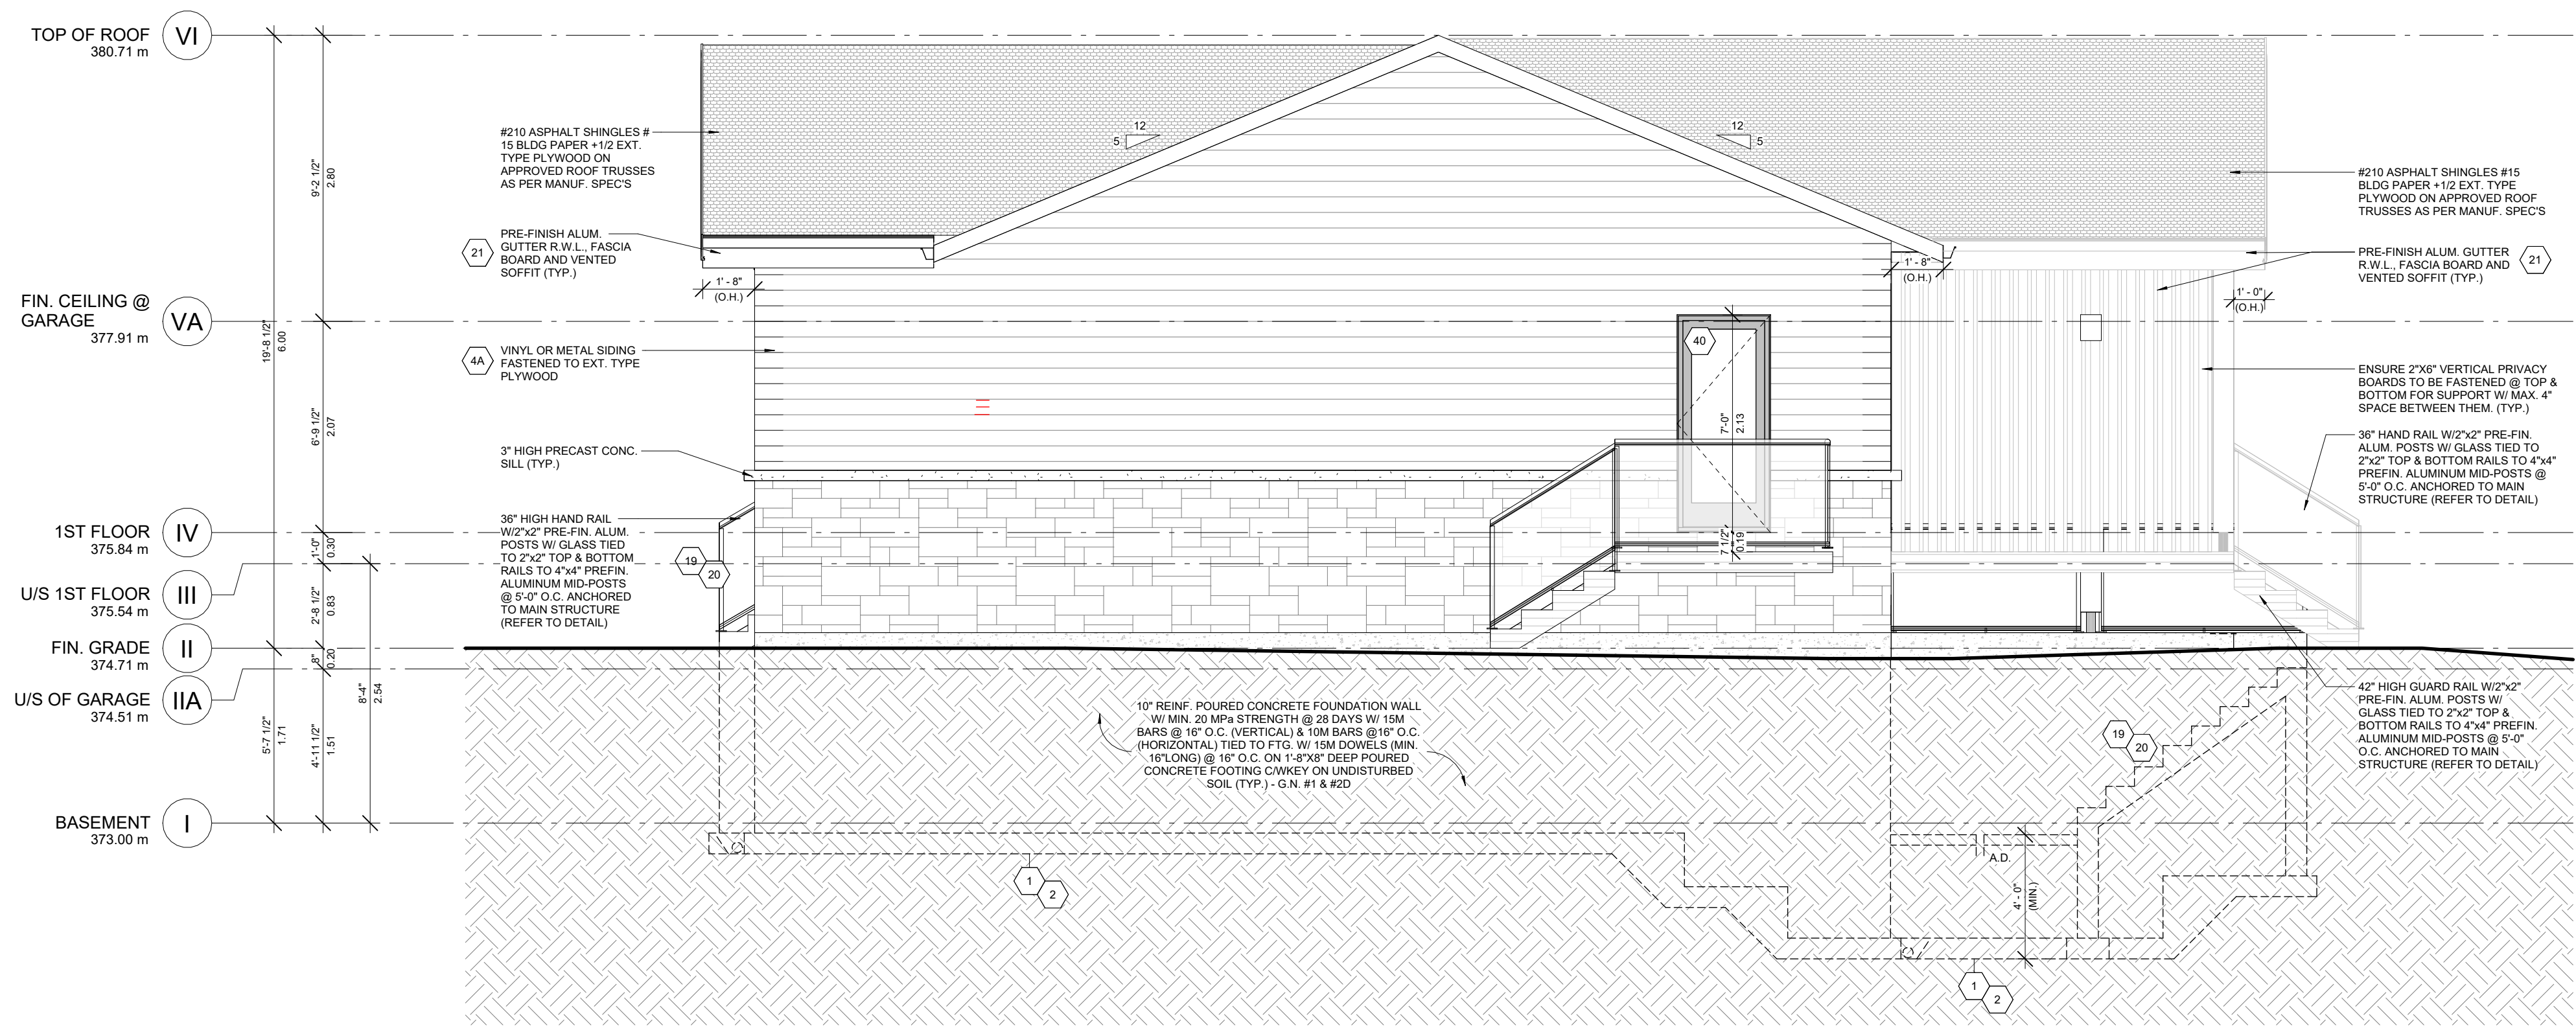 TOP OF ROOF
380.71 m
VI
FIN. CEILING @
GARAGE
377.91 m
VA
1ST FLOOR
375.84 m
IV
U/S 1ST FLOOR
375.54 m
III
FIN. GRADE
374.71 m
II
U/S OF GARAGE
374.51 m
IIA
BASEMENT
373.00 m
I
19'-8 1/2"
6.00
5'-7 1/2"
1.71
9'-2 1/2"
2.80
6'-9 1/2"
2.07
1'-0"
0.30
2'-8 1/2"
0.83
8"
0.20
4'-11 1/2"
1.51
8'-4"
2.54
#210 ASPHALT SHINGLES #
15 BLDG PAPER +1/2 EXT.
TYPE PLYWOOD ON
APPROVED ROOF TRUSSES
AS PER MANUF. SPEC'S
21
PRE-FINISH ALUM.
GUTTER R.W.L., FASCIA
BOARD AND VENTED
SOFFIT (TYP.)
4A
VINYL OR METAL SIDING
FASTENED TO EXT. TYPE
PLYWOOD
3" HIGH PRECAST CONC.
SILL (TYP.)
36" HIGH HAND RAIL
W/2"x2" PRE-FIN. ALUM.
POSTS W/ GLASS TIED
TO 2"x2" TOP & BOTTOM
RAILS TO 4"x4" PREFIN.
ALUMINUM MID-POSTS
@ 5'-0" O.C. ANCHORED
TO MAIN STRUCTURE
(REFER TO DETAIL)
19
20
1' - 8"
(O.H.)
12
5
12
5
40
7'-0"
2.13
7 1/2"
0.19
1' - 8"
(O.H.)
1' - 0"
(O.H.)
10" REINF. POURED CONCRETE FOUNDATION WALL
W/ MIN. 20 MPa STRENGTH @ 28 DAYS W/ 15M
BARS @ 16" O.C. (VERTICAL) & 10M BARS @16" O.C.
(HORIZONTAL) TIED TO FTG. W/ 15M DOWELS (MIN.
16"LONG) @ 16" O.C. ON 1'-8"X8" DEEP POURED
CONCRETE FOOTING C/WKEY ON UNDISTURBED
SOIL (TYP.) - G.N. #1 & #2D
1
2
A.D.
4' - 0"
(MIN.)
1
2
19
20
#210 ASPHALT SHINGLES #15
BLDG PAPER +1/2 EXT. TYPE
PLYWOOD ON APPROVED ROOF
TRUSSES AS PER MANUF. SPEC'S
PRE-FINISH ALUM. GUTTER
R.W.L., FASCIA BOARD AND
VENTED SOFFIT (TYP.)
21
ENSURE 2"X6" VERTICAL PRIVACY
BOARDS TO BE FASTENED @ TOP &
BOTTOM FOR SUPPORT W/ MAX. 4"
SPACE BETWEEN THEM. (TYP.)
36" HAND RAIL W/2"x2" PRE-FIN.
ALUM. POSTS W/ GLASS TIED TO
2"x2" TOP & BOTTOM RAILS TO 4"x4"
PREFIN. ALUMINUM MID-POSTS @
5'-0" O.C. ANCHORED TO MAIN
STRUCTURE (REFER TO DETAIL)
42" HIGH GUARD RAIL W/2"x2"
PRE-FIN. ALUM. POSTS W/
GLASS TIED TO 2"x2" TOP &
BOTTOM RAILS TO 4"x4" PREFIN.
ALUMINUM MID-POSTS @ 5'-0"
O.C. ANCHORED TO MAIN
STRUCTURE (REFER TO DETAIL)